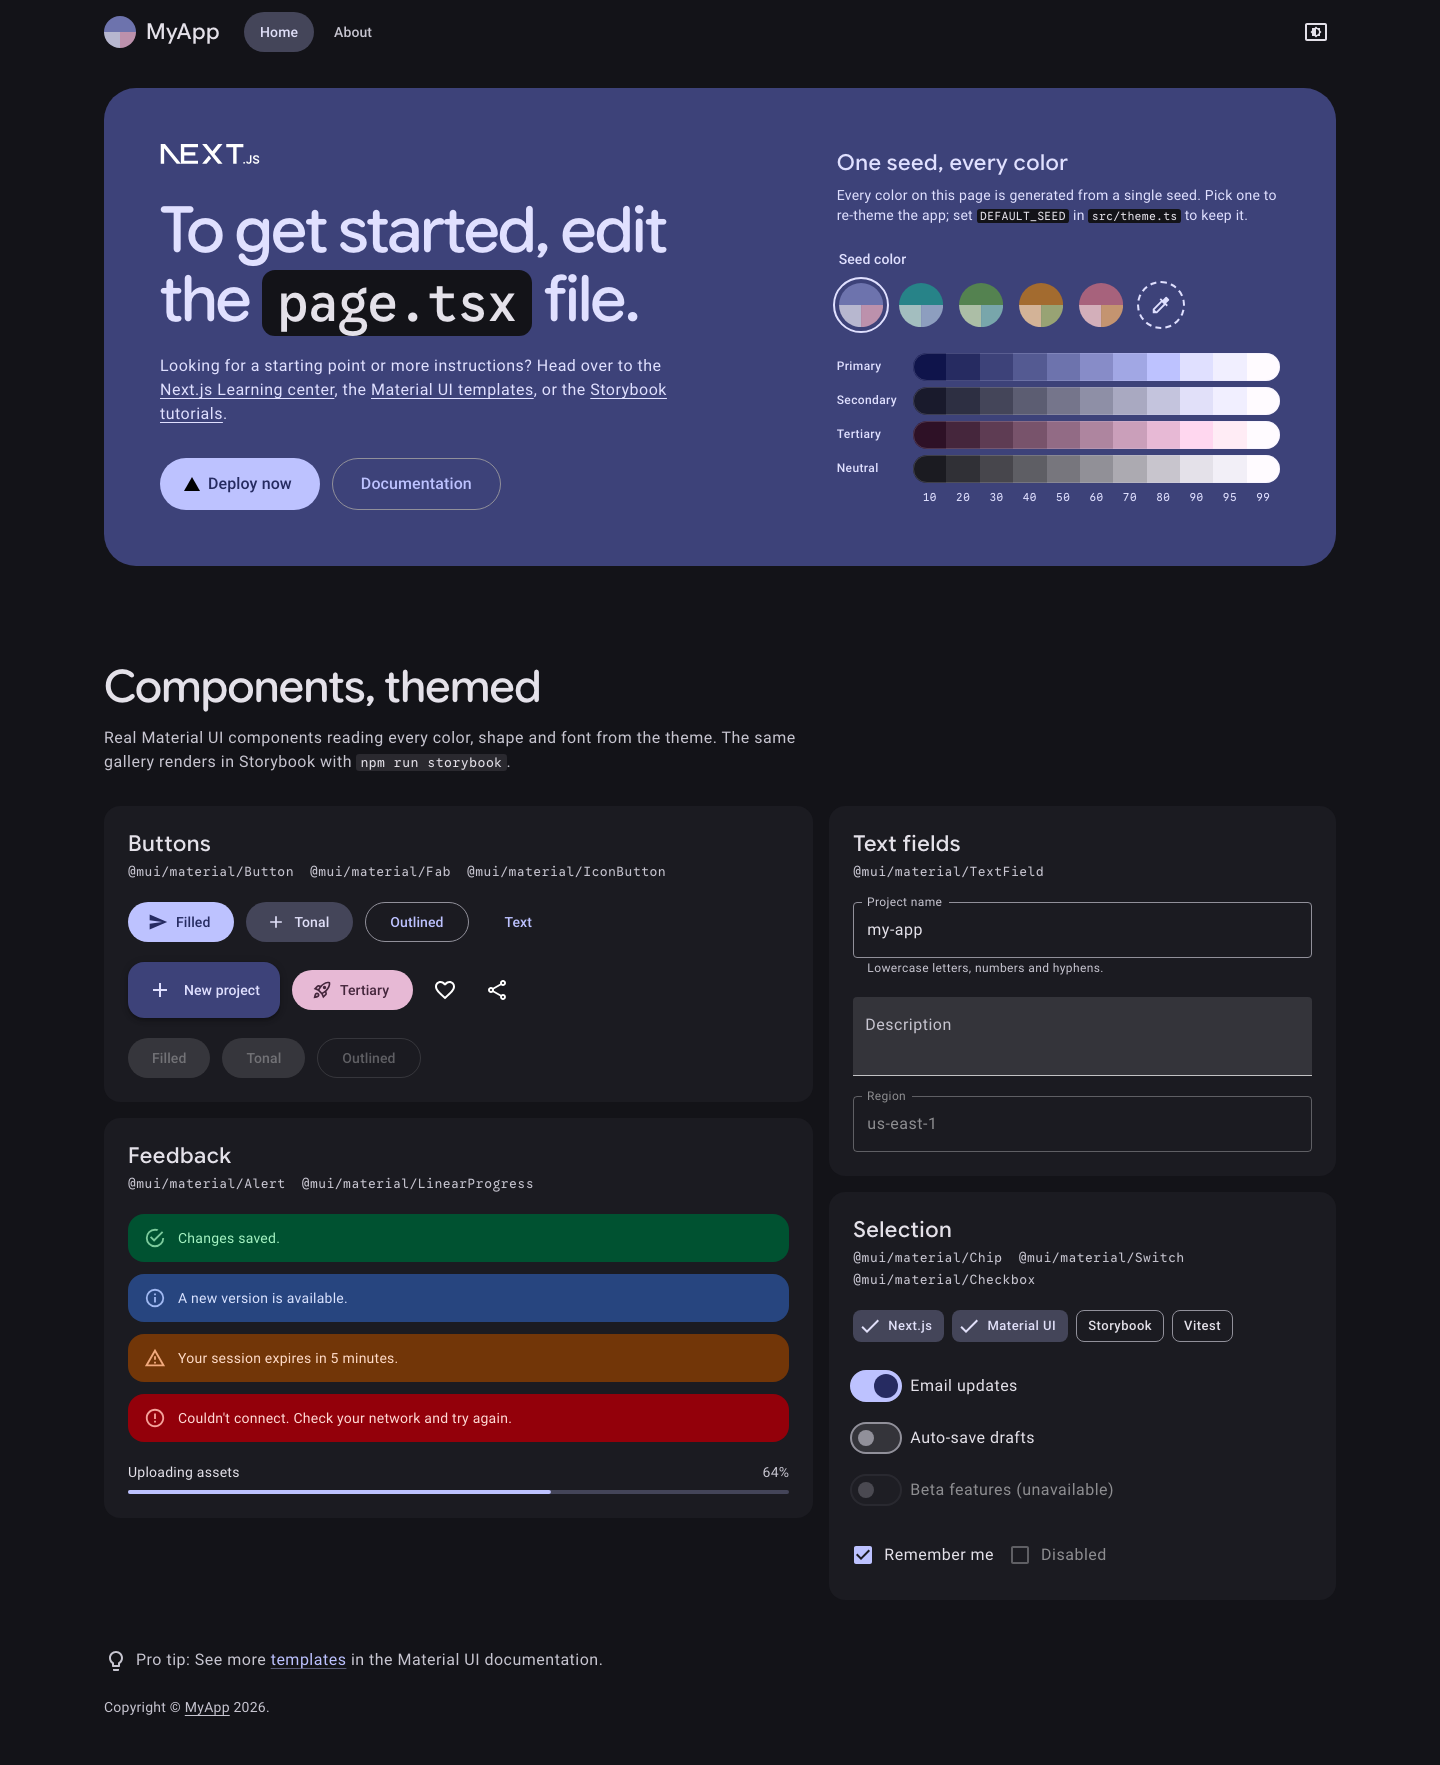 MyApp
Home
About
NEXT.JS
To get started, edit
the page.tsx file.
Looking for a starting point or more instructions? Head over to the
Next.js Learning center, the Material UI templates, or the Storybook
tutorials.
Deploy now
Documentation
One seed, every color
Every color on this page is generated from a single seed. Pick one to
re-theme the app; set DEFAULT_SEED in src/theme.ts to keep it.
Seed color
Primary
Secondary
Tertiary
Neutral
10 20 30 40 50 60 70 80 90 95 99
Components, themed
Real Material UI components reading every color, shape and font from the theme. The same
gallery renders in Storybook with npm run storybook.
Buttons
@mui/material/Button @mui/material/Fab @mui/material/IconButton
Filled
Tonal
Outlined
Text
New project
Tertiary
Filled
Tonal
Outlined
Feedback
@mui/material/Alert @mui/material/LinearProgress
Changes saved.
A new version is available.
Your session expires in 5 minutes.
Couldn't connect. Check your network and try again.
Uploading assets
64%
Text fields
@mui/material/TextField
Project name
my-app
Lowercase letters, numbers and hyphens.
Description
Region
us-east-1
Selection
@mui/material/Chip @mui/material/Switch
@mui/material/Checkbox
Next.js
Material UI
Storybook
Vitest
Email updates
Auto-save drafts
Beta features (unavailable)
Remember me
Disabled
Pro tip: See more templates in the Material UI documentation.
Copyright © MyApp 2026.